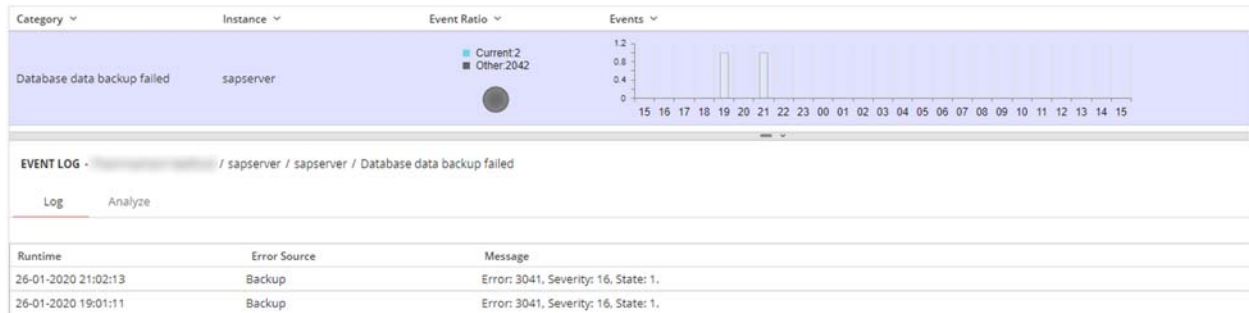 Category Instance Event Ratio Events
Current:2
Other:2042
Database data backup failed sapserver
1.2
0.8
0.4
0
15 16 17 18 19 20 21 22 23 00 01 02 03 04 05 06 07 08 09 10 11 12 13 14 15
EVENT LOG - / sapserver / sapserver / Database data backup failed
Log Analyze
Runtime Error Source Message
26-01-2020 21:02:13 Backup Error: 3041, Severity: 16, State: 1.
26-01-2020 19:01:11 Backup Error: 3041, Severity: 16, State: 1.